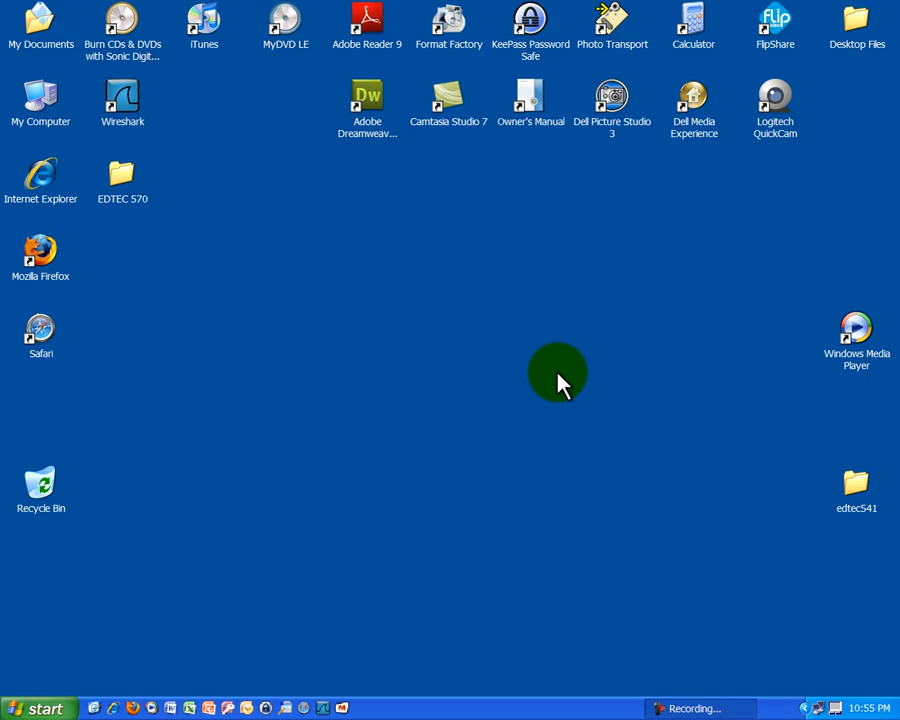 My Documents
Burn CDs & DVDs
with Sonic Digit...
iTunes
MyDVD LE
Adobe Reader 9
Format Factory
KeePass Password
Safe
Photo Transport
Calculator
FlipShare
Desktop Files
My Computer
Wireshark
Dw
Adobe
Dreamweav...
Camtasia Studio 7
Owner's Manual
Dell Picture Studio
3
Dell Media
Experience
Logitech
QuickCam
flip
video
Internet Explorer
EDTEC 570
Mozilla Firefox
Safari
Windows Media
Player
Recycle Bin
edtec541
start
Recording...
10:55 PM